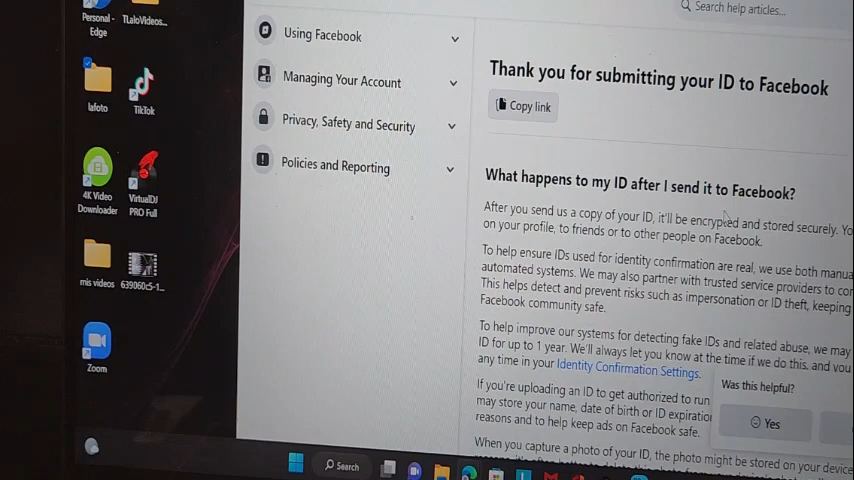 Personal -
Edge
TLaloVideos...
lafoto
TikTok
4K Video
Downloader
VirtualDJ
PRO Full
mis videos
639060c5-1...
Zoom
Search help articles...
Using Facebook
Managing Your Account
Privacy, Safety and Security
Policies and Reporting
Thank you for submitting your ID to Facebook
Copy link
What happens to my ID after I send it to Facebook?
After you send us a copy of your ID, it'll be encrypted and stored securely. Yo
on your profile, to friends or to other people on Facebook.
To help ensure IDs used for identity confirmation are real, we use both manua
automated systems. We may also partner with trusted service providers to cor
This helps detect and prevent risks such as impersonation or ID theft, keeping
Facebook community safe.
To help improve our systems for detecting fake IDs and related abuse, we may
ID for up to 1 year. We'll always let you know at the time if we do this, and you
any time in your Identity Confirmation Settings.
If you're uploading an ID to get authorized to run
may store your name, date of birth or ID expiration
reasons and to help keep ads on Facebook safe.
When you capture a photo of your ID, the photo might be stored on your device
Was this helpful?
Yes
Search